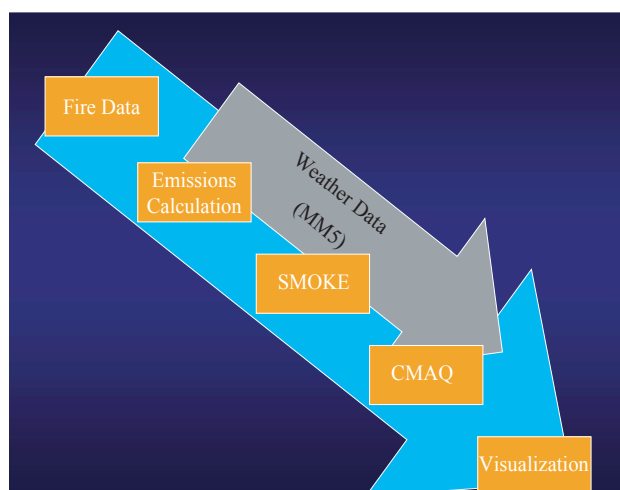 Fire Data
Emissions
Calculation
Weather Data
(MM5)
SMOKE
CMAQ
Visualization